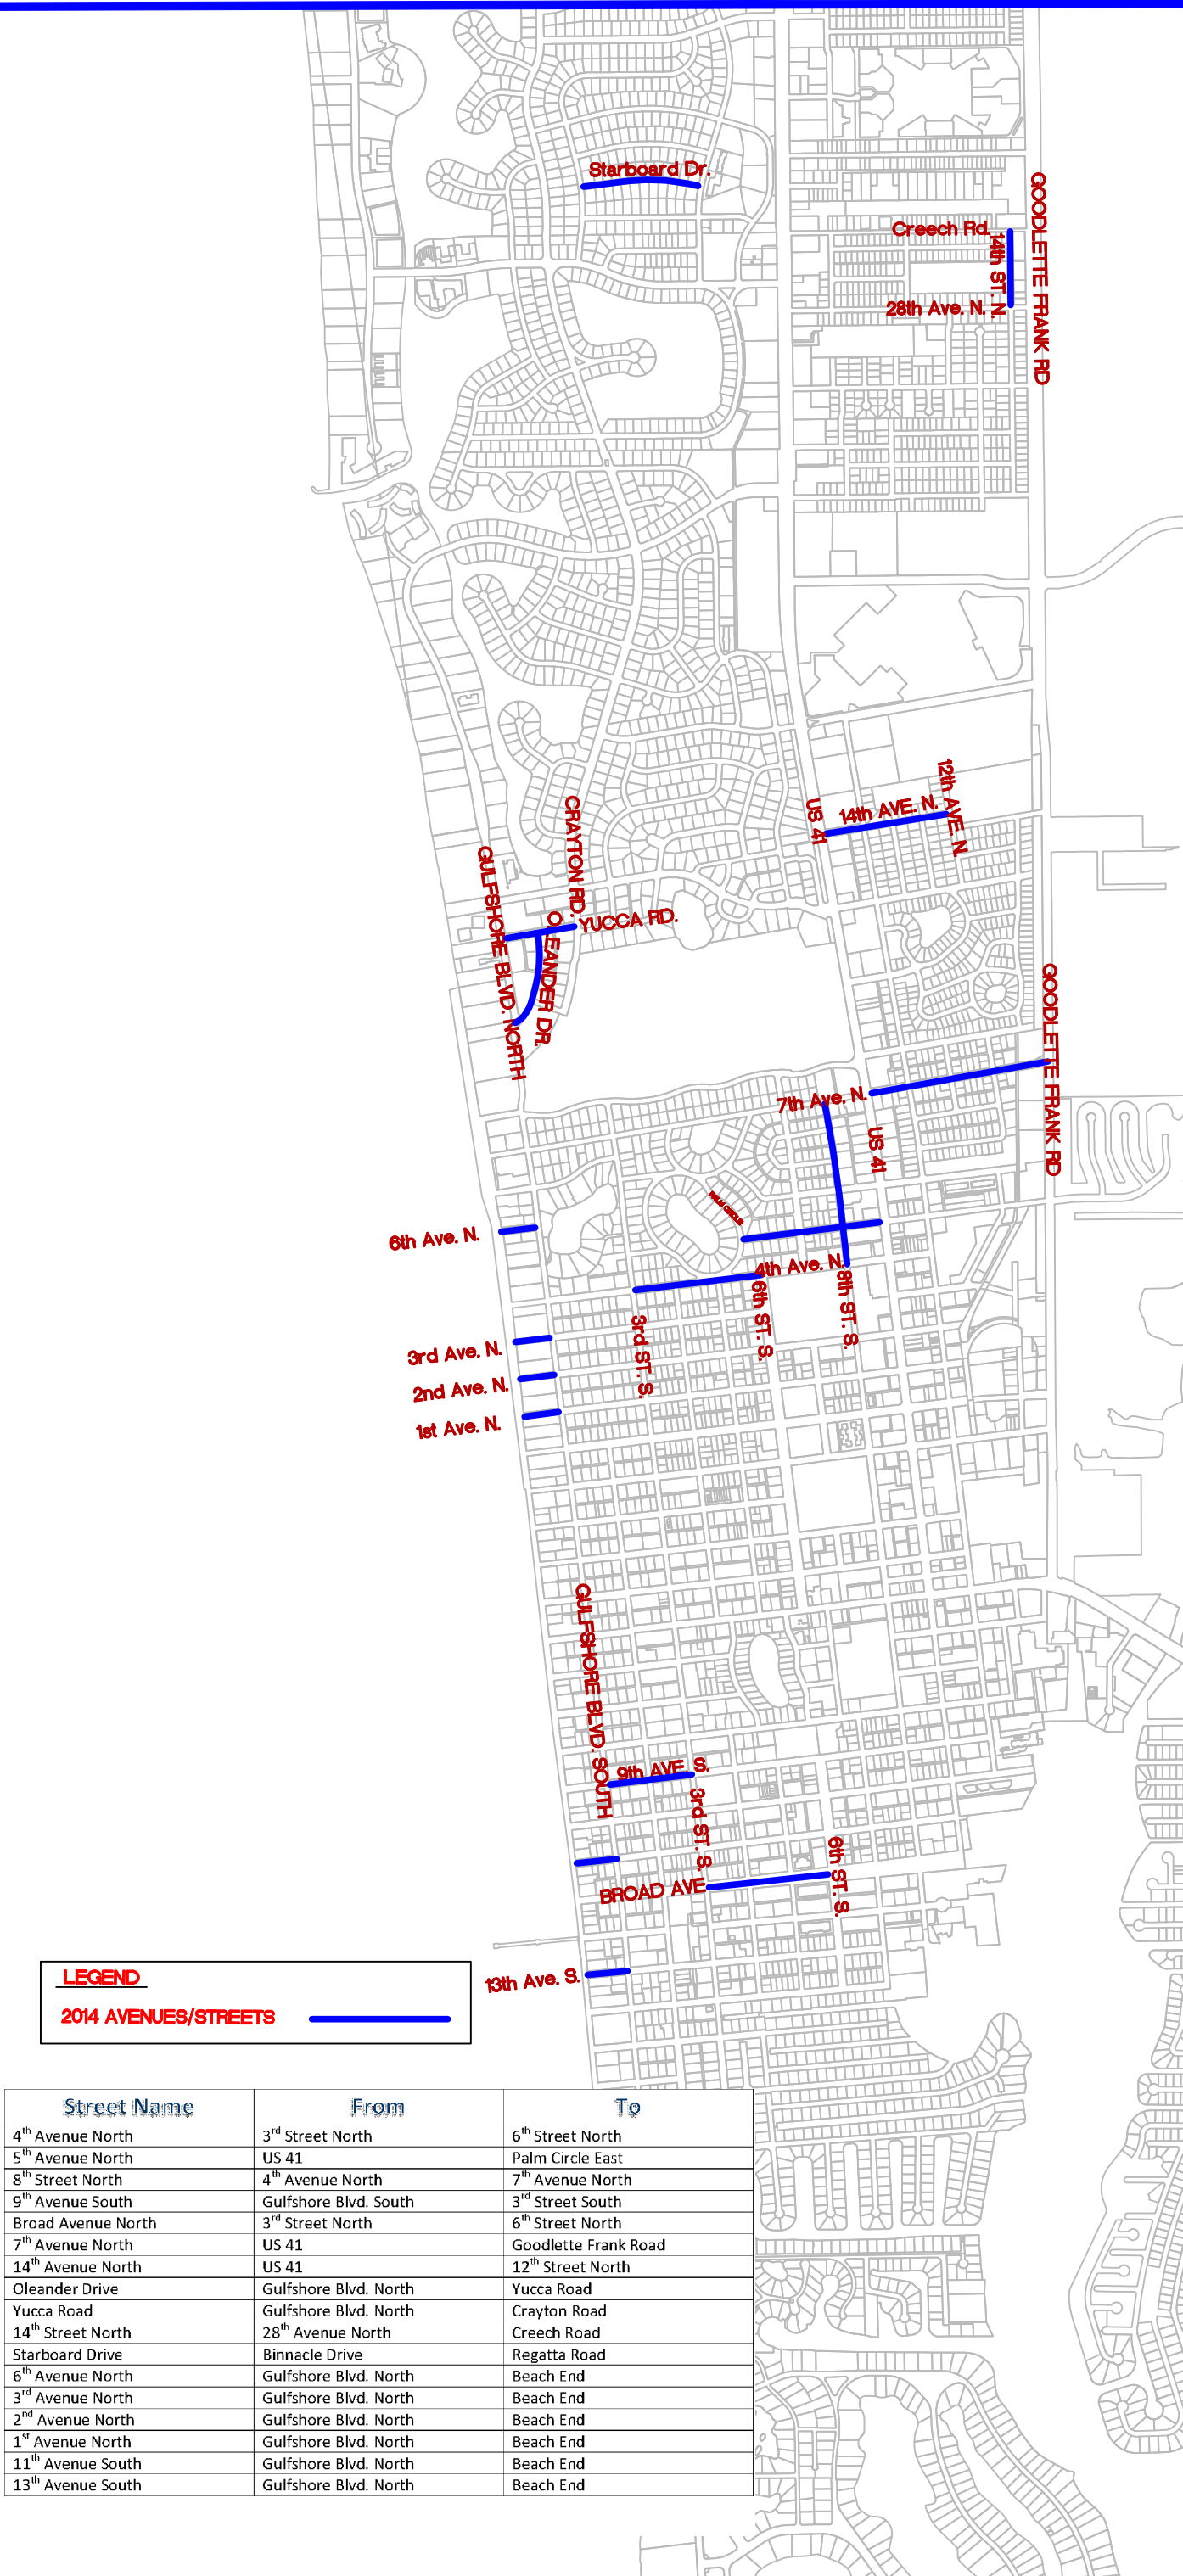 Starboard Dr.
GOODLETTE FRANK RD
Creech Rd.
14th ST. N.
28th Ave. N.
12th AVE. N.
CRAYTON RD.
US 41
14th AVE. N.
GULFSHORE BLVD. NORTH
YUCCA RD.
OLEANDER DR.
GOODLETTE FRANK RD
7th Ave. N.
US 41
PALM CIRCLE
6th Ave. N.
4th Ave. N.
8th ST. S.
6th ST. S.
3rd ST. S.
3rd Ave. N.
2nd Ave. N.
1st Ave. N.
GULFSHORE BLVD. SOUTH
9th AVE. S.
3rd ST. S.
6th ST. S.
BROAD AVE
13th Ave. S.
LEGEND
2014 AVENUES/STREETS
Street Name From To
4th Avenue North 3rd Street North 6th Street North
5th Avenue North US 41 Palm Circle East
8th Street North 4th Avenue North 7th Avenue North
9th Avenue South Gulfshore Blvd. South 3rd Street South
Broad Avenue North 3rd Street North 6th Street North
7th Avenue North US 41 Goodlette Frank Road
14th Avenue North US 41 12th Street North
Oleander Drive Gulfshore Blvd. North Yucca Road
Yucca Road Gulfshore Blvd. North Crayton Road
14th Street North 28th Avenue North Creech Road
Starboard Drive Binnacle Drive Regatta Road
6th Avenue North Gulfshore Blvd. North Beach End
3rd Avenue North Gulfshore Blvd. North Beach End
2nd Avenue North Gulfshore Blvd. North Beach End
1st Avenue North Gulfshore Blvd. North Beach End
11th Avenue South Gulfshore Blvd. North Beach End
13th Avenue South Gulfshore Blvd. North Beach End